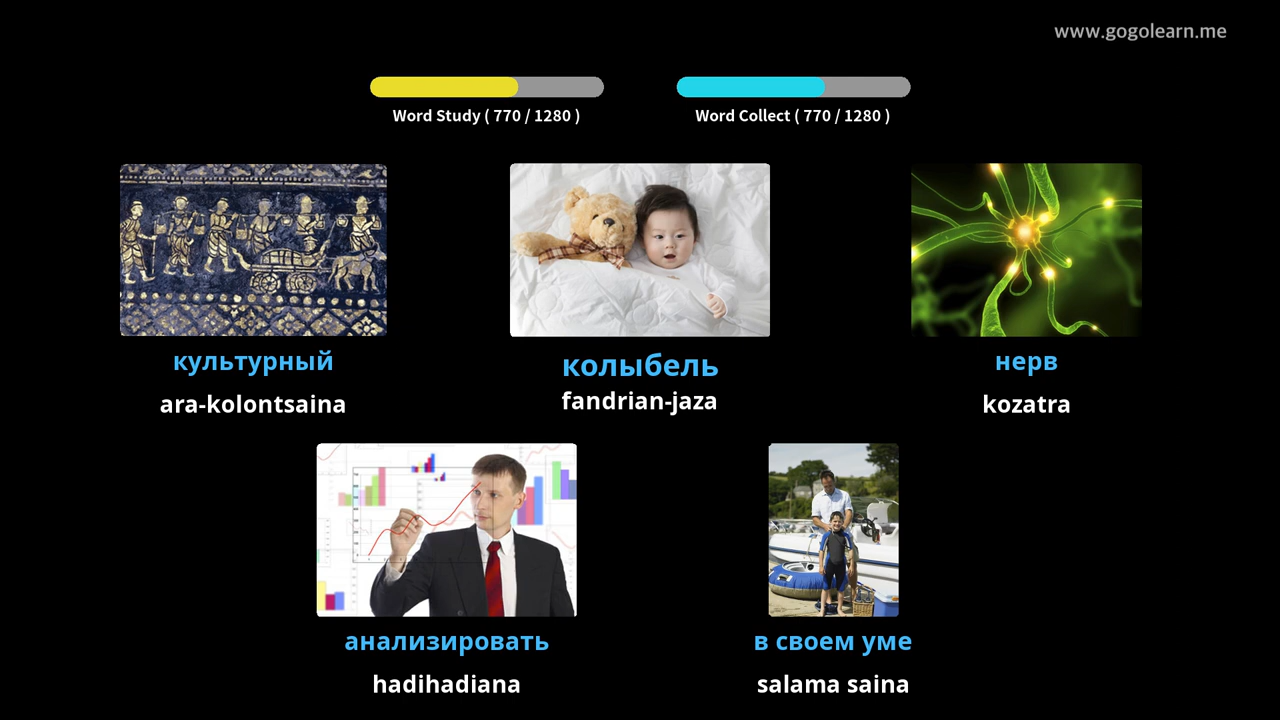 www.gogolearn.me
Word Study ( 770 / 1280 )
Word Collect ( 770 / 1280 )
культурный
ara-kolontsaina
колыбель
fandrian-jaza
нерв
kozatra
анализировать
hadihadiana
в своем уме
salama saina